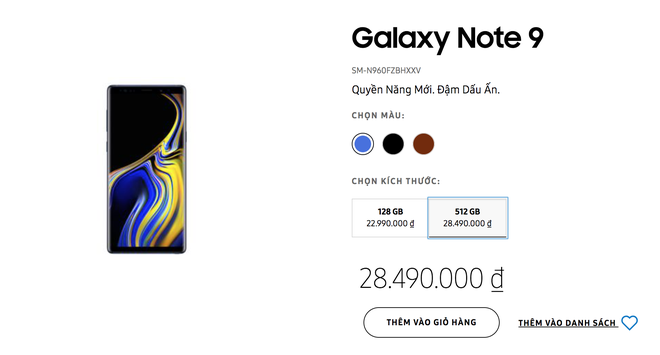 Galaxy Note 9
SM-N960FZBHXXV
Quyền Năng Mới. Đậm Dấu Ấn.
CHỌN MÀU:
CHỌN KÍCH THƯỚC:
128 GB
22.990.000 ₫
512 GB
28.490.000 ₫
28.490.000 ₫
THÊM VÀO GIỎ HÀNG
THÊM VÀO DANH SÁCH